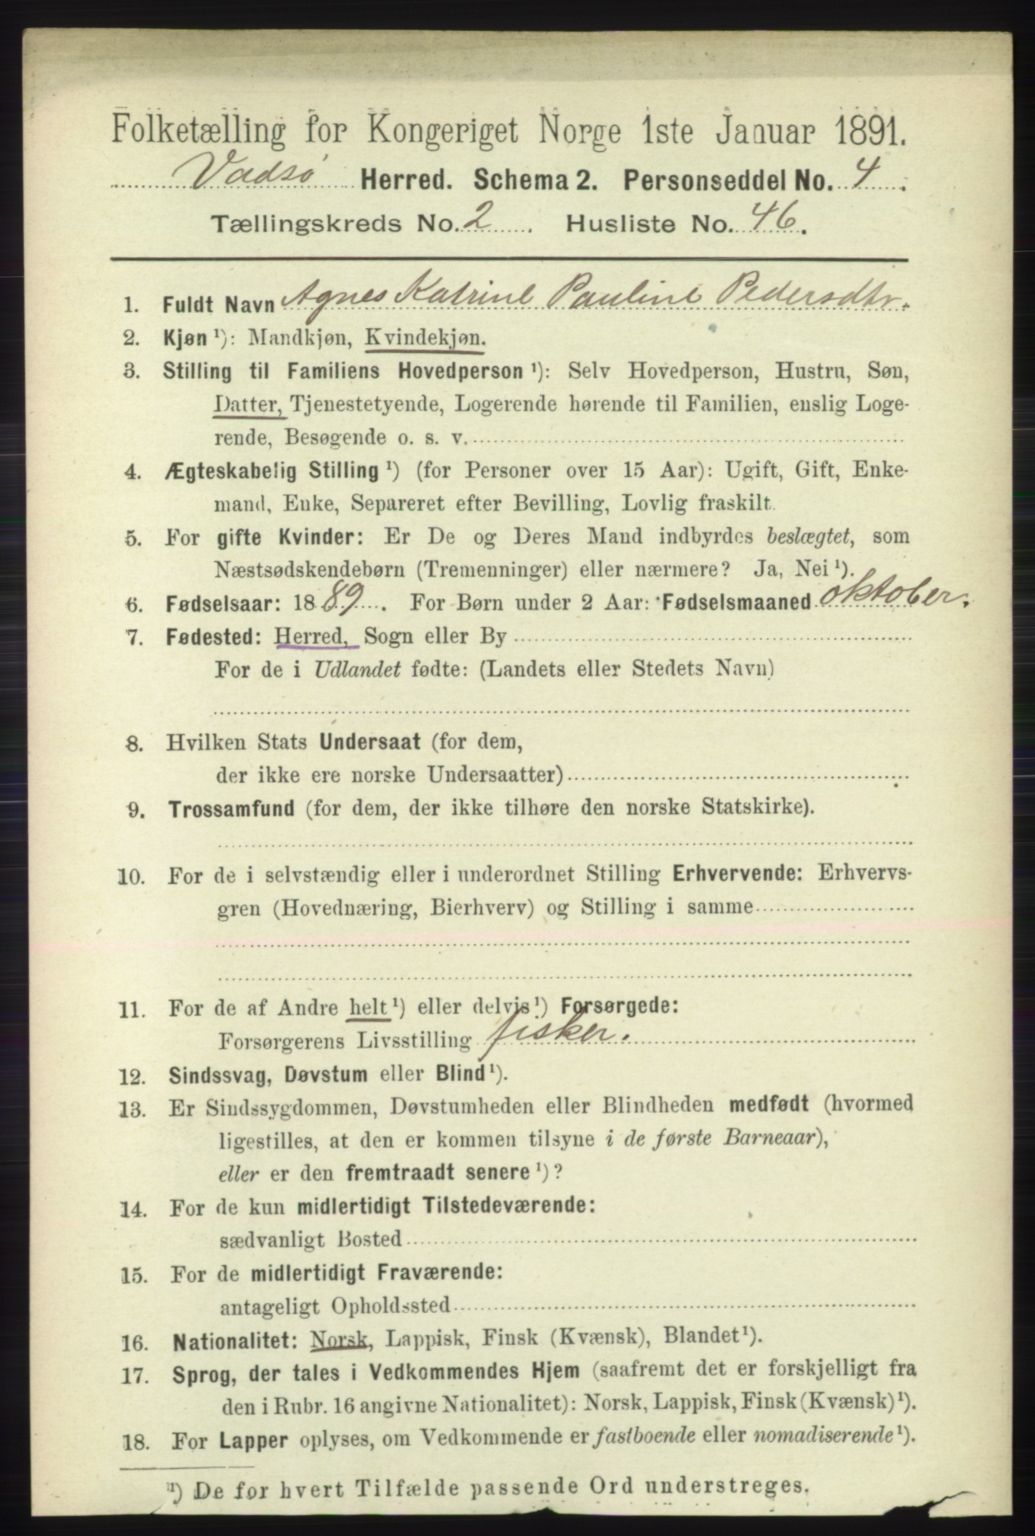 Folketælling for Kongeriget Norge 1ste Januar 1891.
Vadsø Herred. Schema 2. Personseddel No. 4.
Tællingskreds No. 2. Husliste No. 46.
1. Fuldt Navn Agnes Katrine Pauline Pedersdtr.
2. Kjøn ¹): Mandkjøn, Kvindekjøn.
3. Stilling til Familiens Hovedperson ¹): Selv Hovedperson, Hustru, Søn,
Datter, Tjenestetyende, Logerende hørende til Familien, enslig Loge-
rende, Besøgende o. s. v.
4. Ægteskabelig Stilling ¹) (for Personer over 15 Aar): Ugift, Gift, Enke-
mand, Enke, Separeret efter Bevilling, Lovlig fraskilt.
5. For gifte Kvinder: Er De og Deres Mand indbyrdes beslægtet, som
Næstsødskendebørn (Tremenninger) eller nærmere? Ja, Nei ¹).
6. Fødselsaar: 1889. For Børn under 2 Aar: Fødselsmaaned oktober.
7. Fødested: Herred, Sogn eller By
For de i Udlandet fødte: (Landets eller Stedets Navn)
8. Hvilken Stats Undersaat (for dem,
der ikke ere norske Undersaatter)
9. Trossamfund (for dem, der ikke tilhøre den norske Statskirke).
10. For de i selvstændig eller i underordnet Stilling Erhvervende: Erhvervs-
gren (Hovednæring, Bierhverv) og Stilling i samme
11. For de af Andre helt ¹) eller delvis ¹) Forsørgede:
Forsørgerens Livsstilling fisker.
12. Sindssvag, Døvstum eller Blind ¹).
13. Er Sindssygdommen, Døvstumheden eller Blindheden medfødt (hvormed
ligestilles, at den er kommen tilsyne i de første Barneaar),
eller er den fremtraadt senere ¹)?
14. For de kun midlertidigt Tilstedeværende:
sædvanligt Bosted
15. For de midlertidigt Fraværende:
antageligt Opholdssted
16. Nationalitet: Norsk, Lappisk, Finsk (Kvænsk), Blandet ¹).
17. Sprog, der tales i Vedkommendes Hjem (saafremt det er forskjelligt fra
den i Rubr. 16 angivne Nationalitet): Norsk, Lappisk, Finsk (Kvænsk) ¹).
18. For Lapper oplyses, om Vedkommende er fastboende eller nomadiserende ¹).
¹) De for hvert Tilfælde passende Ord understreges.